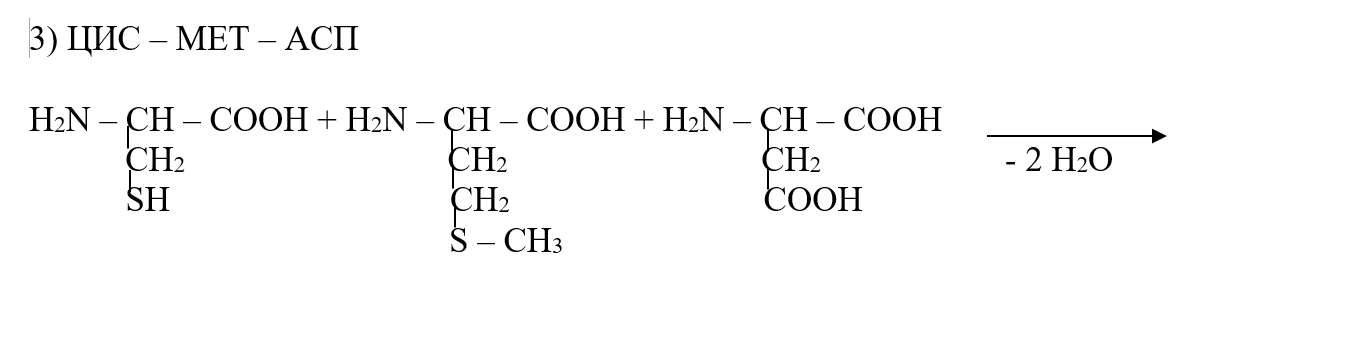 3) ЦИС – МЕТ – АСП
H₂N – CH – COOH + H₂N – CH – COOH + H₂N – CH – COOH
CH₂ CH₂ CH₂ - 2 H₂O
SH CH₂ COOH
S – CH₃